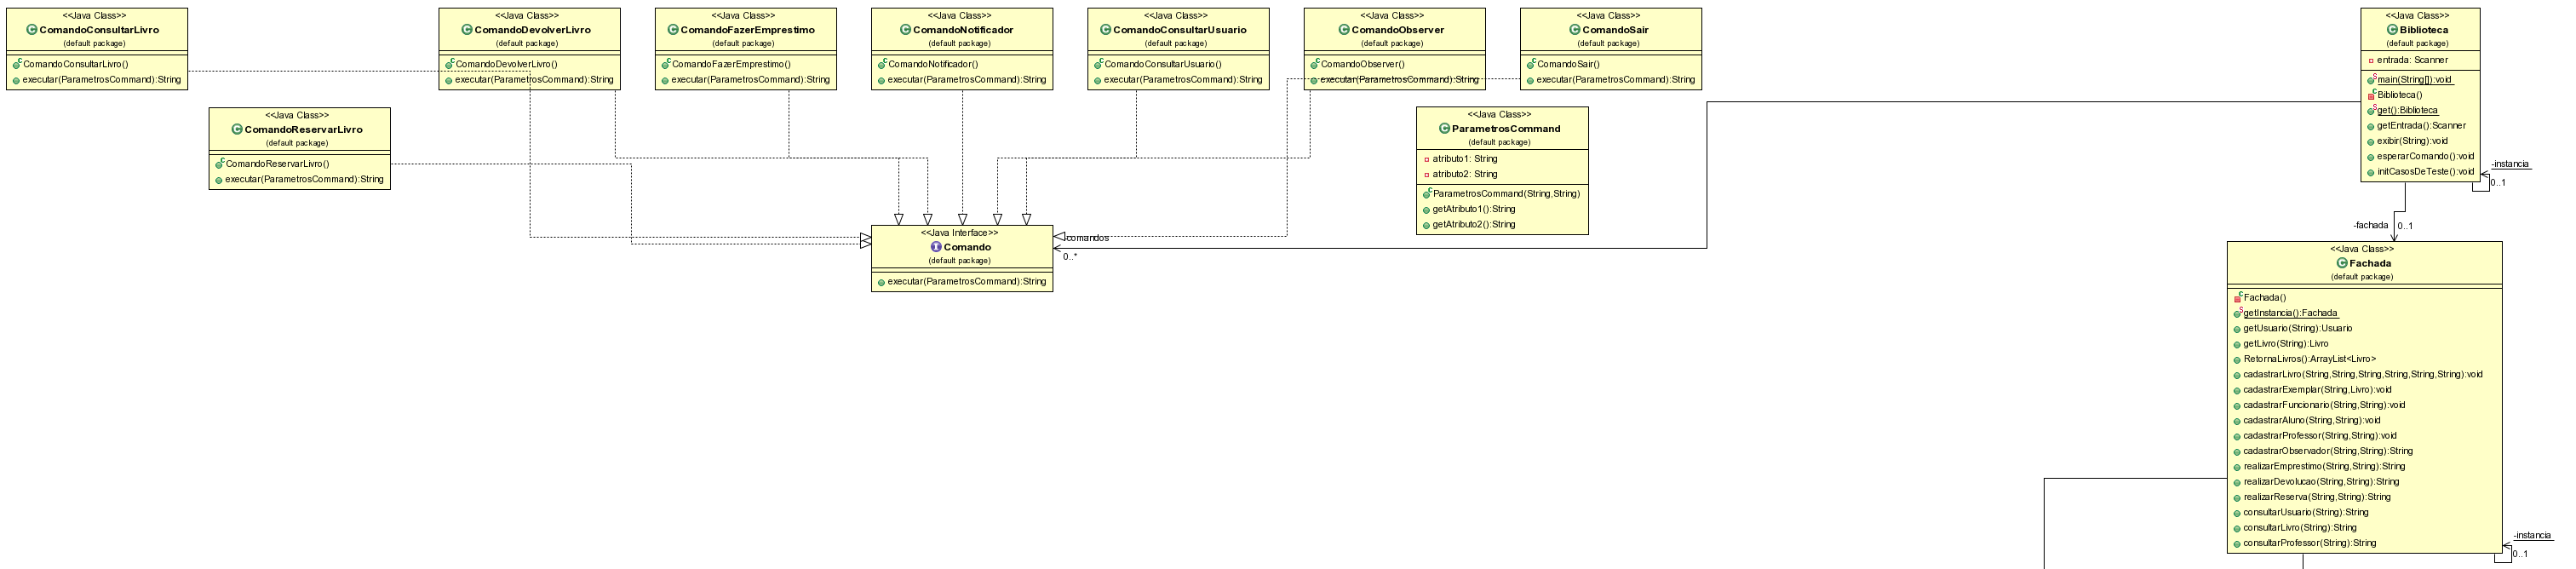 <<Java Class>>
ComandoConsultarLivro
(default package)
ComandoConsultarLivro()
executar(ParametrosCommand):String
<<Java Class>>
ComandoDevolverLivro
(default package)
ComandoDevolverLivro()
executar(ParametrosCommand):String
<<Java Class>>
ComandoFazerEmprestimo
(default package)
ComandoFazerEmprestimo()
executar(ParametrosCommand):String
<<Java Class>>
ComandoNotificador
(default package)
ComandoNotificador()
executar(ParametrosCommand):String
<<Java Class>>
ComandoConsultarUsuario
(default package)
ComandoConsultarUsuario()
executar(ParametrosCommand):String
<<Java Class>>
ComandoObserver
(default package)
ComandoObserver()
executar(ParametrosCommand):String
<<Java Class>>
ComandoSair
(default package)
ComandoSair()
executar(ParametrosCommand):String
<<Java Class>>
Biblioteca
(default package)
entrada: Scanner
main(String[]):void
Biblioteca()
get():Biblioteca
getEntrada():Scanner
exibir(String):void
esperarComando():void
initCasosDeTeste():void
-instancia
0..1
<<Java Class>>
ComandoReservarLivro
(default package)
ComandoReservarLivro()
executar(ParametrosCommand):String
<<Java Class>>
ParametrosCommand
(default package)
atributo1: String
atributo2: String
ParametrosCommand(String,String)
getAtributo1():String
getAtributo2():String
<<Java Interface>>
Comando
(default package)
executar(ParametrosCommand):String
-comandos
0..*
-fachada
0..1
<<Java Class>>
Fachada
(default package)
Fachada()
getInstancia():Fachada
getUsuario(String):Usuario
getLivro(String):Livro
RetornaLivros():ArrayList<Livro>
cadastrarLivro(String,String,String,String,String,String):void
cadastrarExemplar(String,Livro):void
cadastrarFuncionario(String,String):void
cadastrarAluno(String,String):void
cadastrarProfessor(String,String):void
cadastrarObservador(String,String):String
realizarEmprestimo(String,String):String
realizarDevolucao(String,String):String
realizarReserva(String,String):String
consultarUsuario(String):String
consultarLivro(String):String
consultarProfessor(String):String
-instancia
0..1